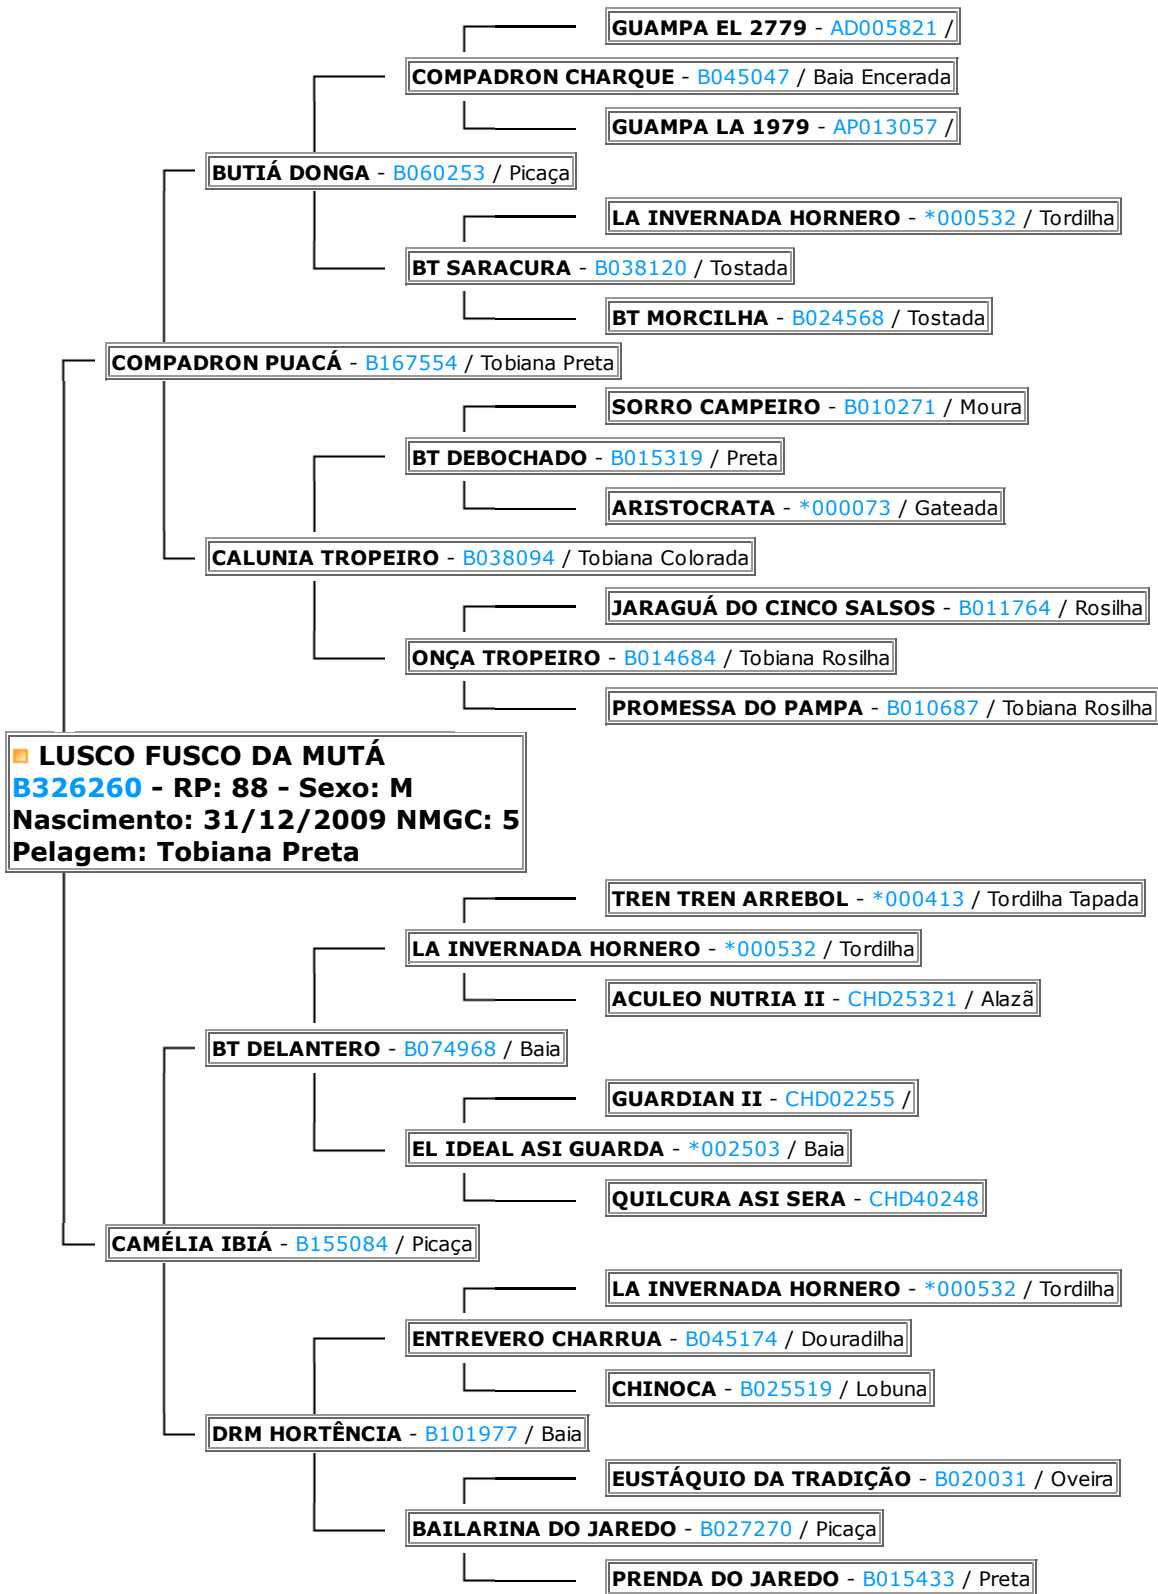 GUAMPA EL 2779 - AD005821 /
COMPADRON CHARQUE - B045047 / Baia Encerada
GUAMPA LA 1979 - AP013057 /
BUTIÁ DONGA - B060253 / Picaça
LA INVERNADA HORNERO - *000532 / Tordilha
BT SARACURA - B038120 / Tostada
BT MORCILHA - B024568 / Tostada
COMPADRON PUACÁ - B167554 / Tobiana Preta
SORRO CAMPEIRO - B010271 / Moura
BT DEBOCHADO - B015319 / Preta
ARISTOCRATA - *000073 / Gateada
CALUNIA TROPEIRO - B038094 / Tobiana Colorada
JARAGUÁ DO CINCO SALSOS - B011764 / Rosilha
ONÇA TROPEIRO - B014684 / Tobiana Rosilha
PROMESSA DO PAMPA - B010687 / Tobiana Rosilha
LUSCO FUSCO DA MUTÁ
B326260 - RP: 88 - Sexo: M
Nascimento: 31/12/2009 NMGC: 5
Pelagem: Tobiana Preta
TREN TREN ARREBOL - *000413 / Tordilha Tapada
LA INVERNADA HORNERO - *000532 / Tordilha
ACULEO NUTRIA II - CHD25321 / Alazã
BT DELANTERO - B074968 / Baia
GUARDIAN II - CHD02255 /
EL IDEAL ASI GUARDA - *002503 / Baia
QUILCURA ASI SERA - CHD40248
CAMÉLIA IBIÁ - B155084 / Picaça
LA INVERNADA HORNERO - *000532 / Tordilha
ENTREVERO CHARRUA - B045174 / Douradilha
CHINOCA - B025519 / Lobuna
DRM HORTÊNCIA - B101977 / Baia
EUSTÁQUIO DA TRADIÇÃO - B020031 / Oveira
BAILARINA DO JAREDO - B027270 / Picaça
PRENDA DO JAREDO - B015433 / Preta